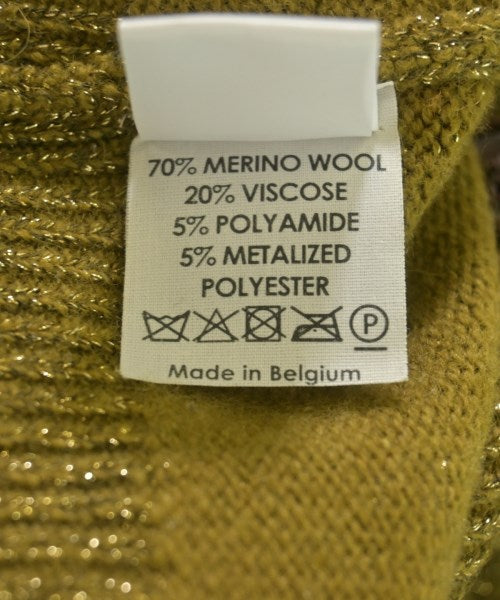 70% MERINO WOOL
20% VISCOSE
5% POLYAMIDE
5% METALIZED
POLYESTER
P
Made in Belgium